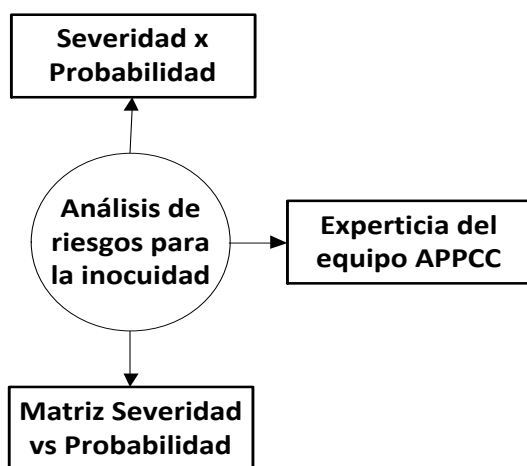 Severidad x
Probabilidad
Análisis de
riesgos para
la inocuidad
Experticia del
equipo APPCC
Matriz Severidad
vs Probabilidad